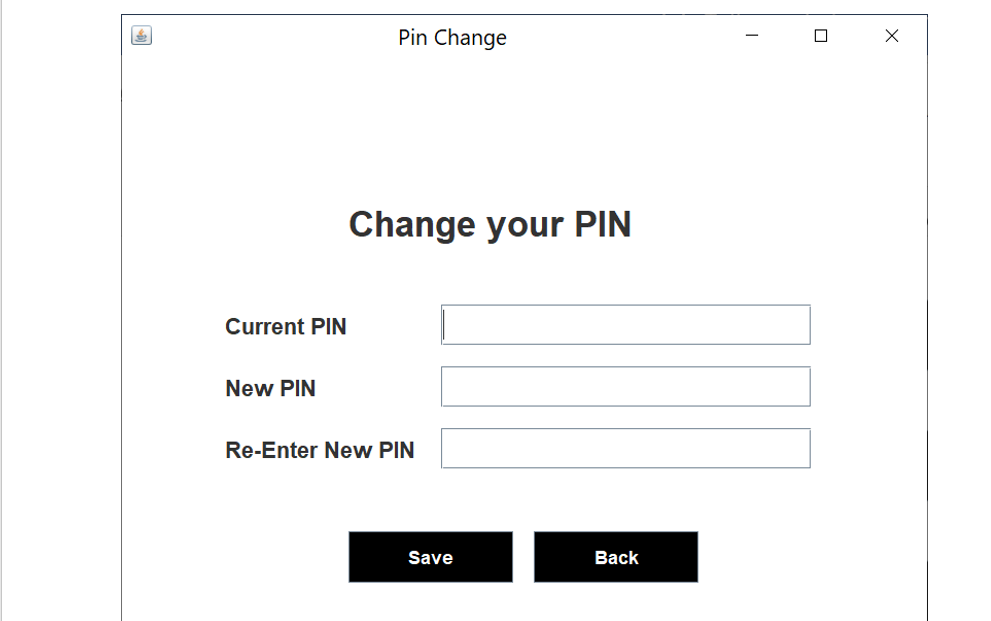 Pin Change
Change your PIN
Current PIN
New PIN
Re-Enter New PIN
Save Back